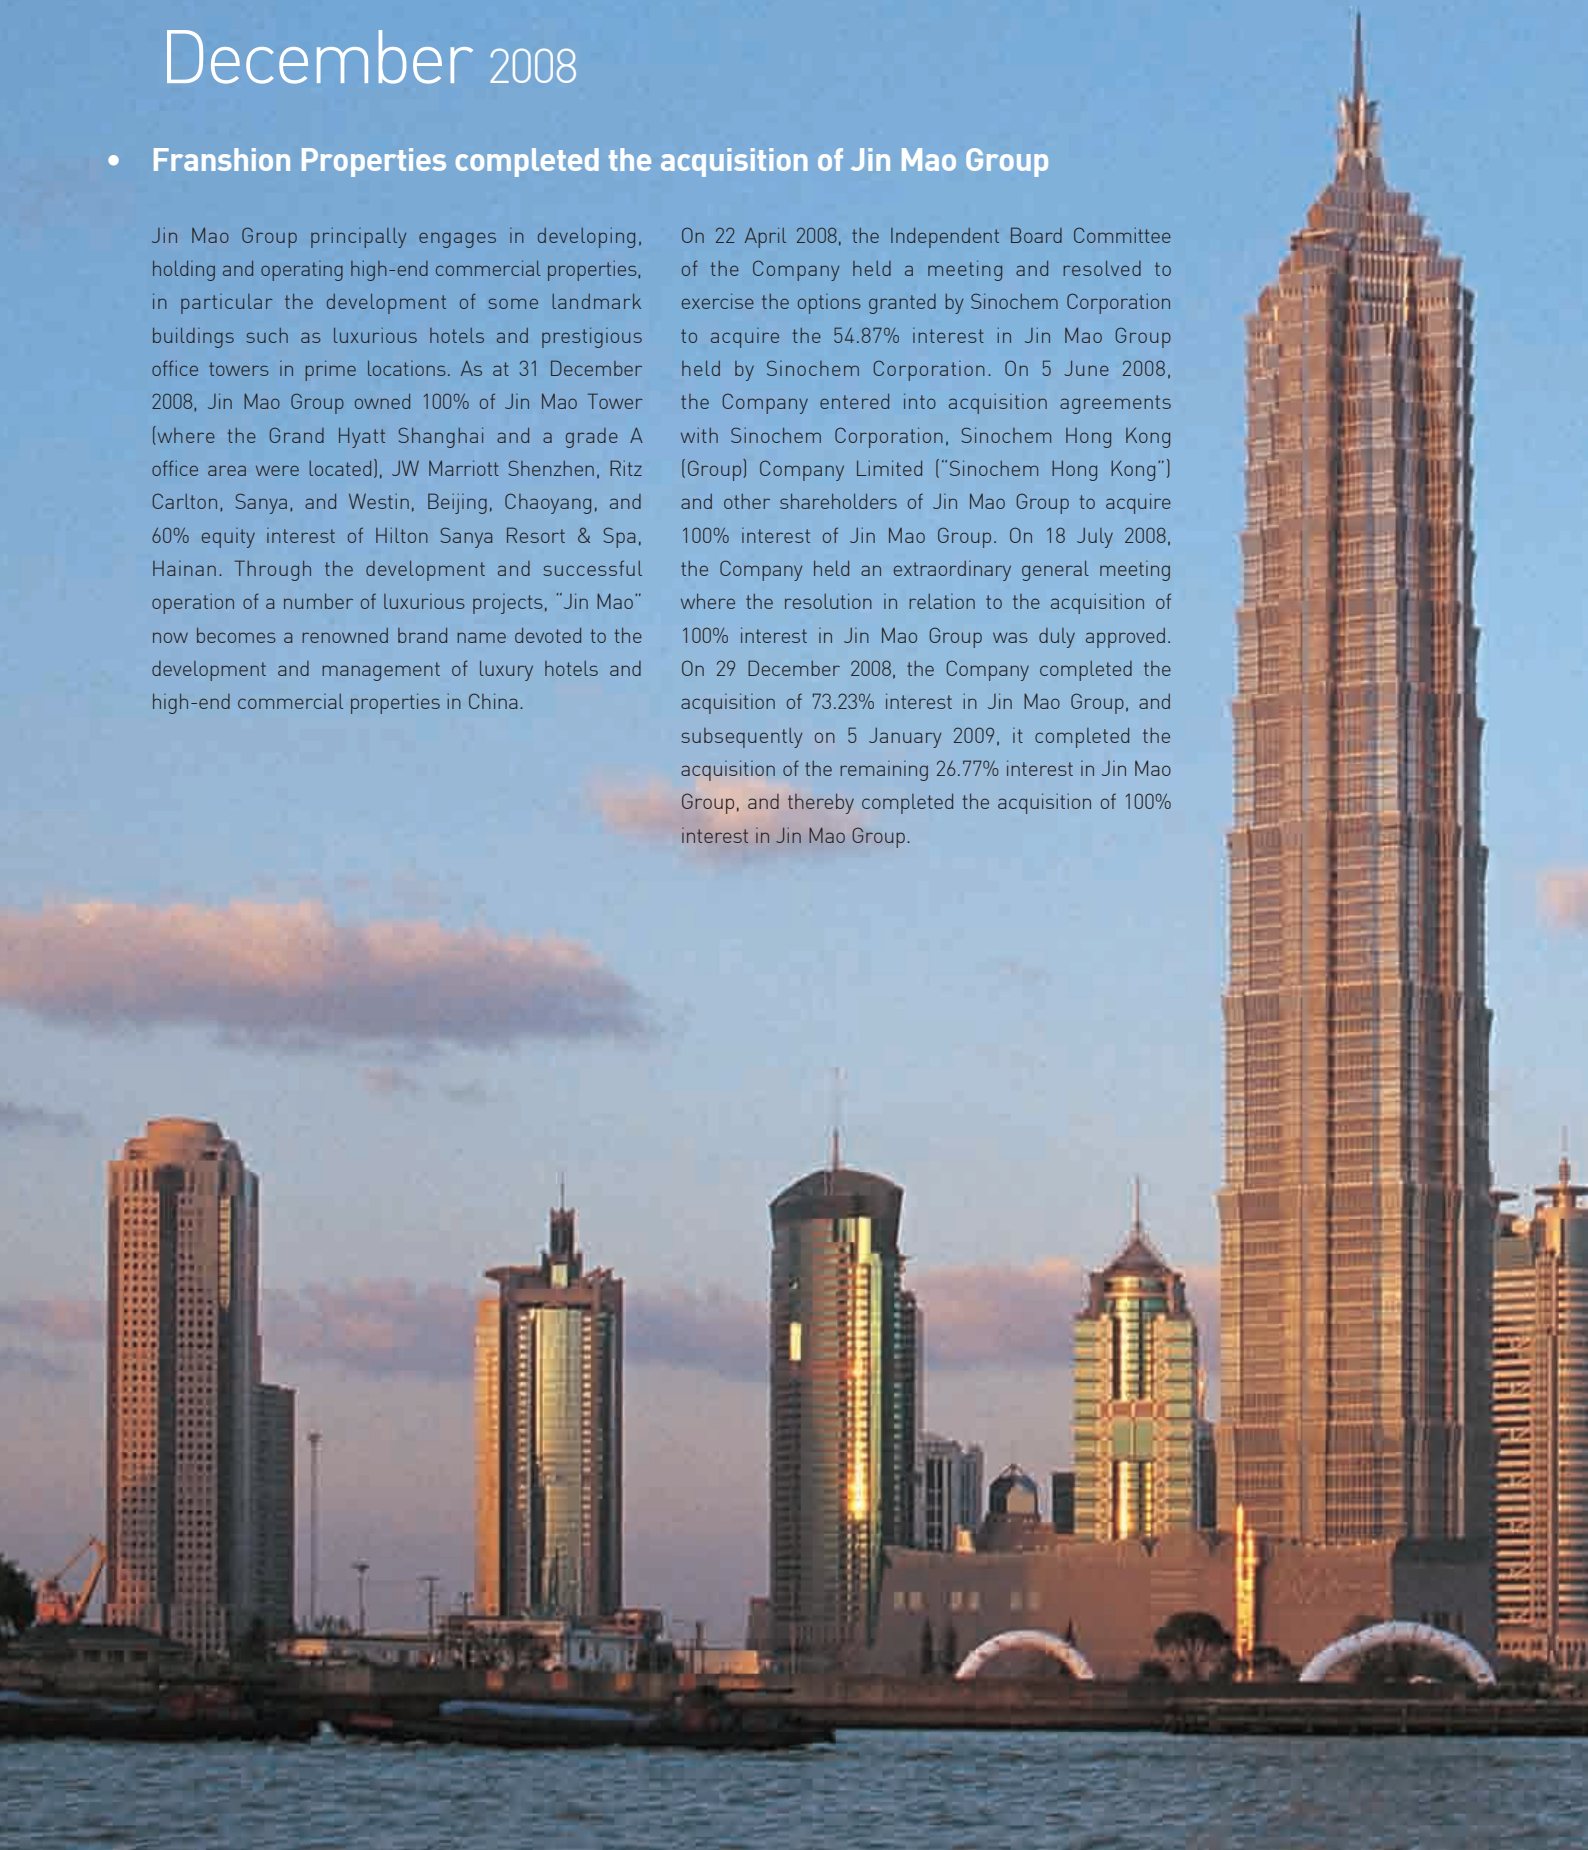 December 2008
• Franshion Properties completed the acquisition of Jin Mao Group
Jin Mao Group principally engages in developing,
holding and operating high-end commercial properties,
in particular the development of some landmark
buildings such as luxurious hotels and prestigious
office towers in prime locations. As at 31 December
2008, Jin Mao Group owned 100% of Jin Mao Tower
(where the Grand Hyatt Shanghai and a grade A
office area were located), JW Marriott Shenzhen, Ritz
Carlton, Sanya, and Westin, Beijing, Chaoyang, and
60% equity interest of Hilton Sanya Resort & Spa,
Hainan. Through the development and successful
operation of a number of luxurious projects, “Jin Mao”
now becomes a renowned brand name devoted to the
development and management of luxury hotels and
high-end commercial properties in China.
On 22 April 2008, the Independent Board Committee
of the Company held a meeting and resolved to
exercise the options granted by Sinochem Corporation
to acquire the 54.87% interest in Jin Mao Group
held by Sinochem Corporation. On 5 June 2008,
the Company entered into acquisition agreements
with Sinochem Corporation, Sinochem Hong Kong
(Group) Company Limited (“Sinochem Hong Kong”)
and other shareholders of Jin Mao Group to acquire
100% interest of Jin Mao Group. On 18 July 2008,
the Company held an extraordinary general meeting
where the resolution in relation to the acquisition of
100% interest in Jin Mao Group was duly approved.
On 29 December 2008, the Company completed the
acquisition of 73.23% interest in Jin Mao Group, and
subsequently on 5 January 2009, it completed the
acquisition of the remaining 26.77% interest in Jin Mao
Group, and thereby completed the acquisition of 100%
interest in Jin Mao Group.